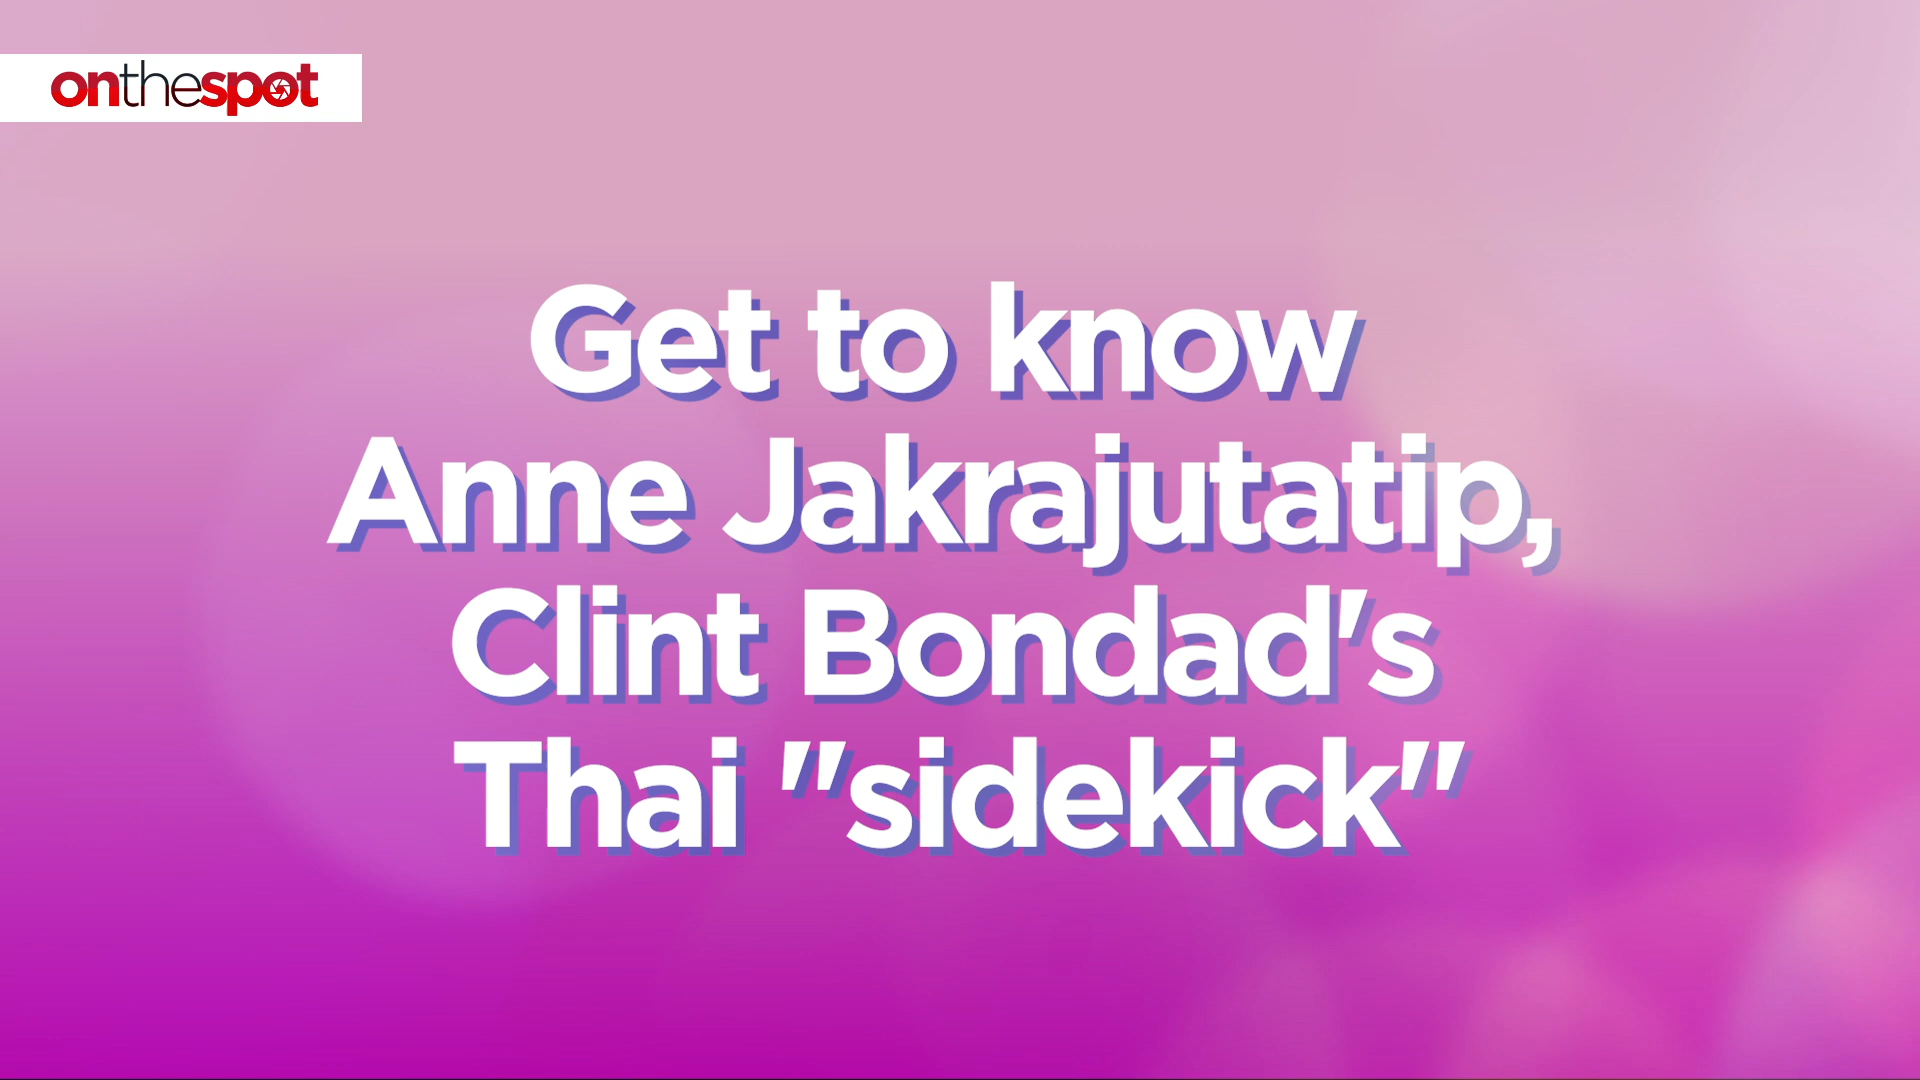 onthespot
Get to know
Anne Jakrajutatip,
Clint Bondad's
Thai "sidekick"